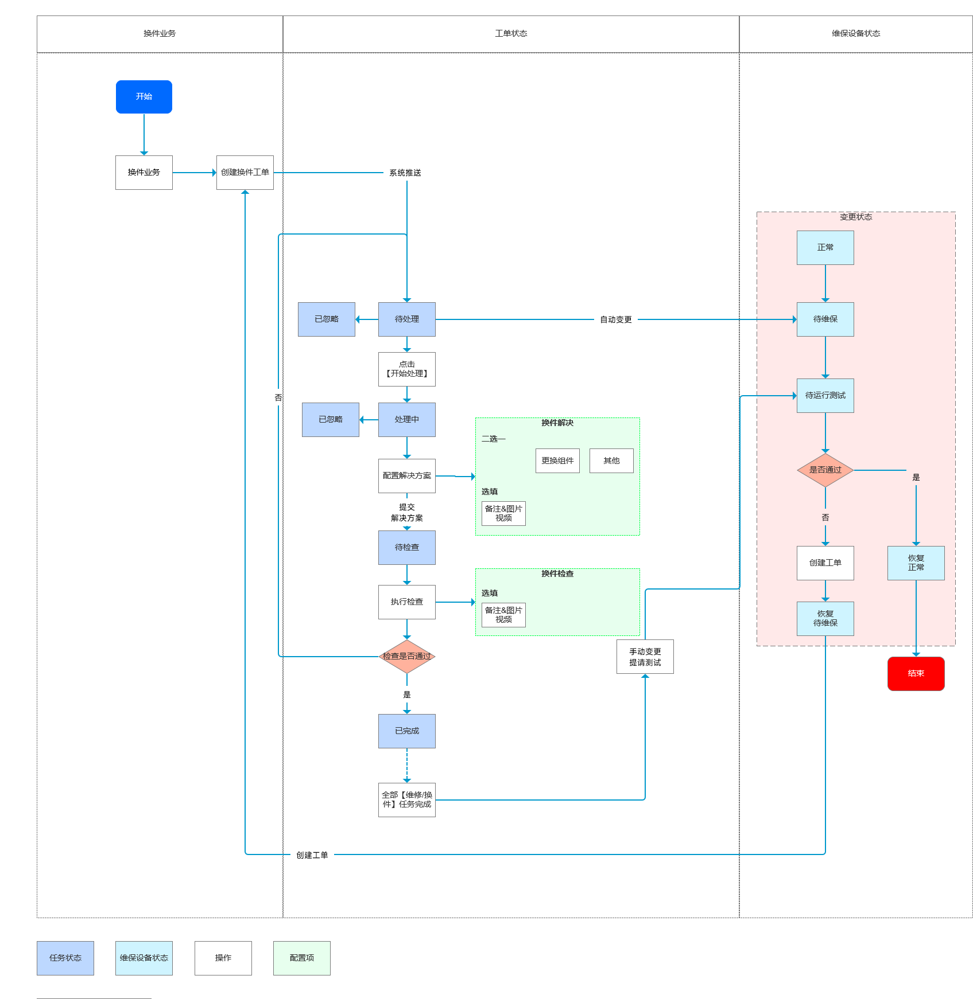 换件业务
工单状态
维保设备状态
开始
换件业务
创建换件工单
系统推送
变更状态
正常
已忽略
待处理
自动变更
待维保
点击
【开始处理】
否
已忽略
处理中
待运行测试
换件解决
二选一
更换组件
其他
配置解决方案
选填
备注&图片
视频
提交
解决方案
是否通过
是
否
待检查
创建工单
恢复
正常
换件检查
选填
备注&图片
视频
执行检查
恢复
待维保
检查是否通过
手动变更
提请测试
结束
是
已完成
全部【维修/换
件】任务完成
创建工单
任务状态
维保设备状态
操作
配置项